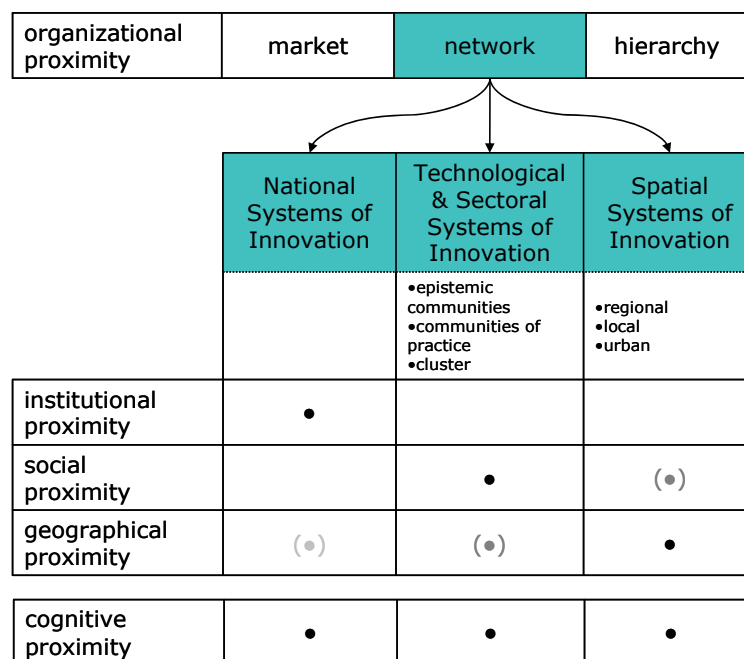 organizational
proximity
market
network
hierarchy
National
Systems of
Innovation
Technological
& Sectoral
Systems of
Innovation
Spatial
Systems of
Innovation
•epistemic
communities
•communities of
practice
•cluster
•regional
•local
•urban
institutional
proximity
•
social
proximity
•
(•)
geographical
proximity
(•)
(•)
•
cognitive
proximity
•
•
•